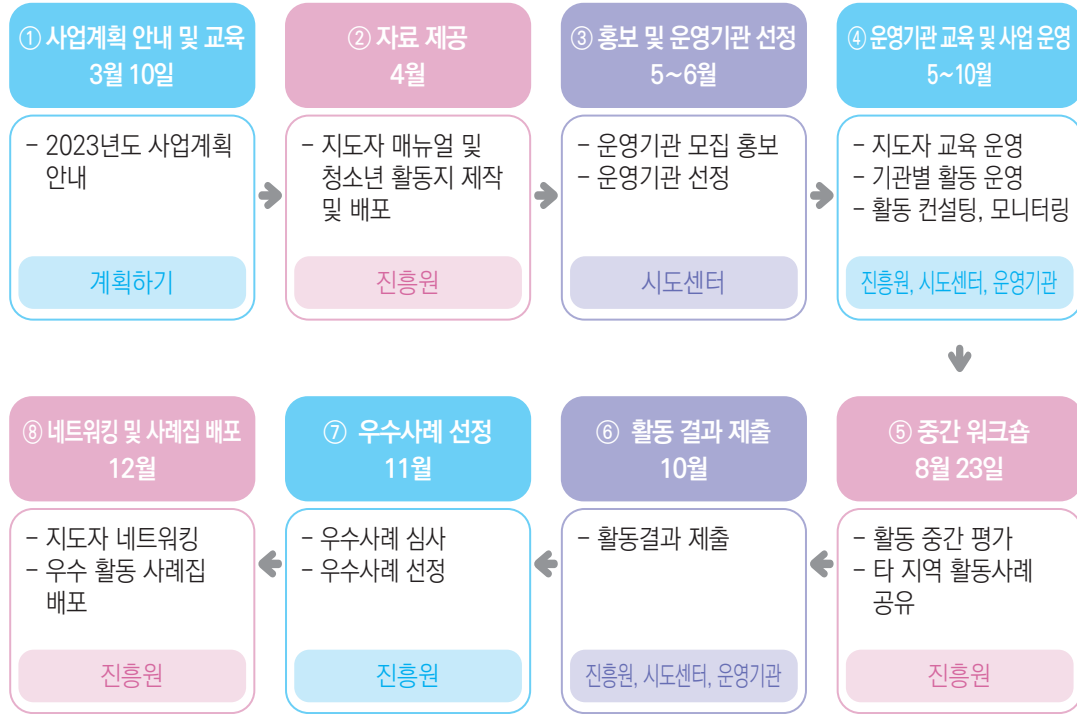 ① 사업계획 안내 및 교육
3월 10일
- 2023년도 사업계획
안내
계획하기
② 자료 제공
4월
- 지도자 매뉴얼 및
청소년 활동지 제작
및 배포
진흥원
③ 홍보 및 운영기관 선정
5~6월
- 운영기관 모집 홍보
- 운영기관 선정
시도센터
④ 운영기관 교육 및 사업 운영
5~10월
- 지도자 교육 운영
- 기관별 활동 운영
- 활동 컨설팅, 모니터링
진흥원, 시도센터, 운영기관
⑤ 중간 워크숍
8월 23일
- 활동 중간 평가
- 타 지역 활동사례
공유
진흥원
⑥ 활동 결과 제출
10월
- 활동결과 제출
진흥원, 시도센터, 운영기관
⑦ 우수사례 선정
11월
- 우수사례 심사
- 우수사례 선정
진흥원
⑧ 네트워킹 및 사례집 배포
12월
- 지도자 네트워킹
- 우수 활동 사례집
배포
진흥원